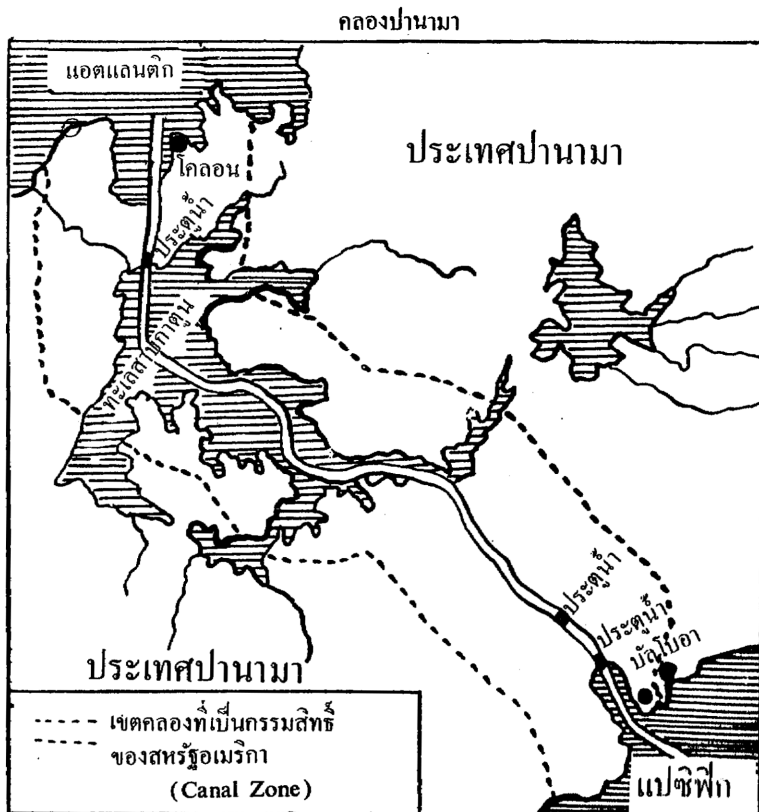 คลองปานามา
แอตแลนติก
โคลอน
ประเทศปานามา
ประตูน้ำ
ทะเลสาบกาตูน
ประตูน้ำ
ประตูน้ำ
บัลโบอา
ประเทศปานามา
เขตคลองที่เป็นกรรมสิทธิ์
ของสหรัฐอเมริกา
(Canal Zone)
แปซิฟิก